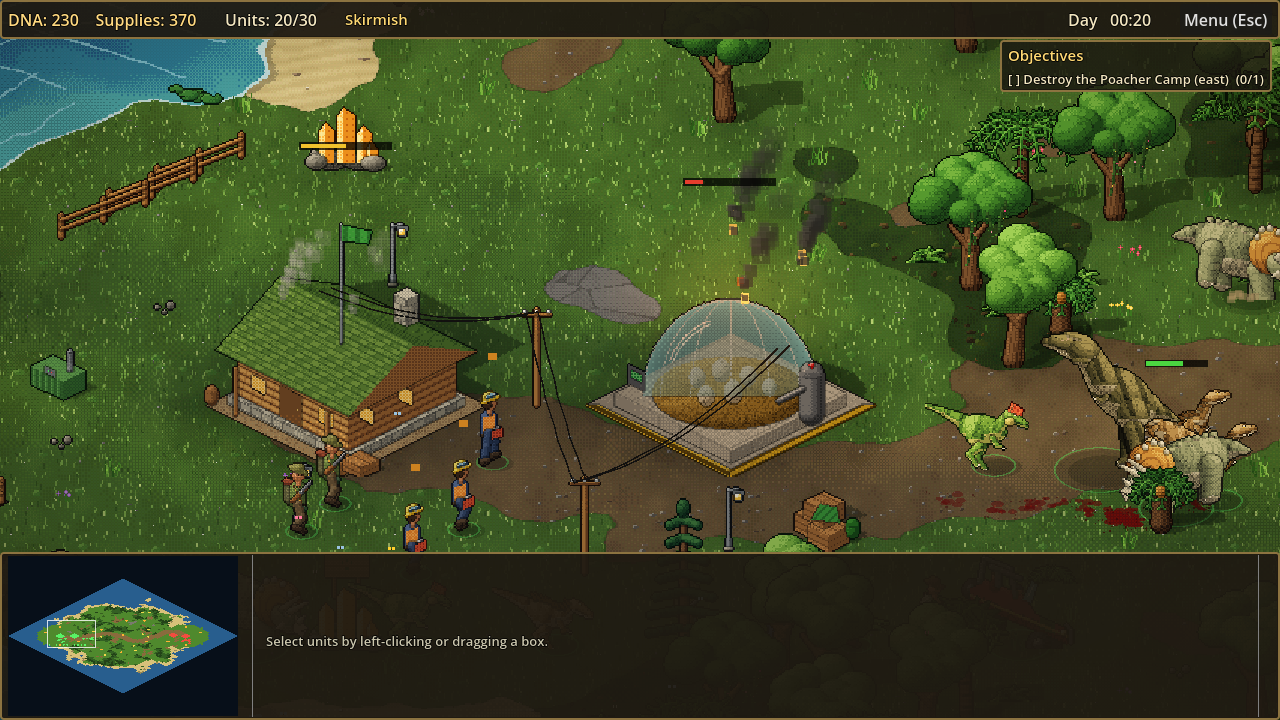 DNA: 230 Supplies: 370 Units: 20/30 Skirmish Day 00:20 Menu (Esc)
Objectives
[ ] Destroy the Poacher Camp (east) (0/1)
Select units by left-clicking or dragging a box.